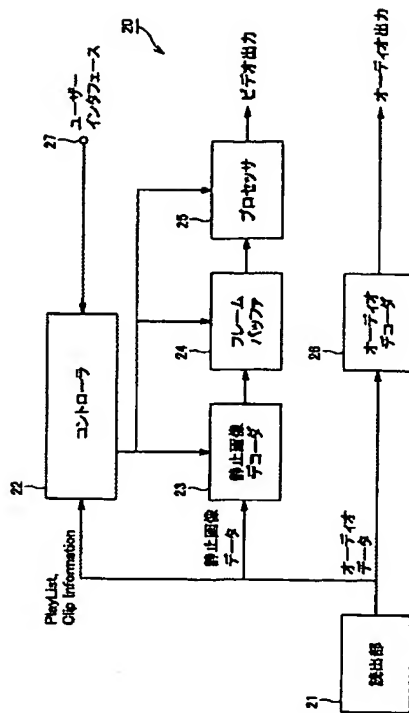 20
27
ユーザー
インタフェース
22
コントローラ
PlayList,
Clip Information
23
静止画像
デコーダ
24
フレーム
バッファ
25
プロセッサ
ビデオ出力
静止画像
データ
21
読出部
オーディオ
データ
26
オーディオ
デコーダ
オーディオ出力